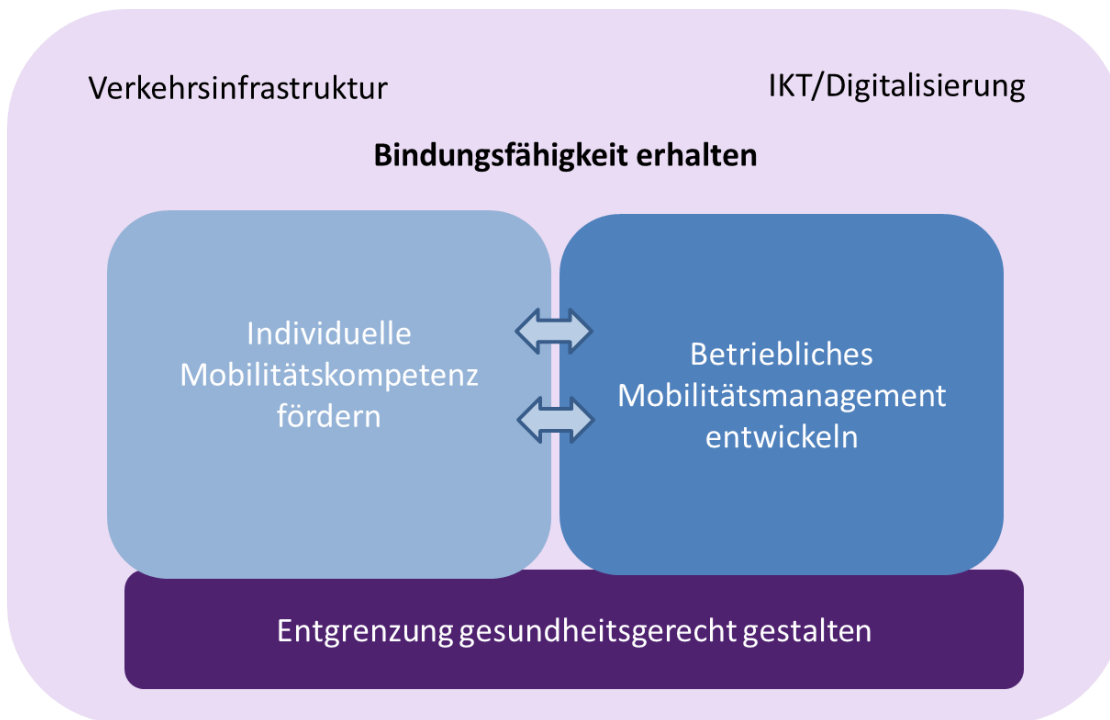 Verkehrsinfrastruktur
IKT/Digitalisierung
Bindungsfähigkeit erhalten
Individuelle
Mobilitätskompetenz
fördern
Betriebliches
Mobilitätsmanagement
entwickeln
Entgrenzung gesundheitsgerecht gestalten